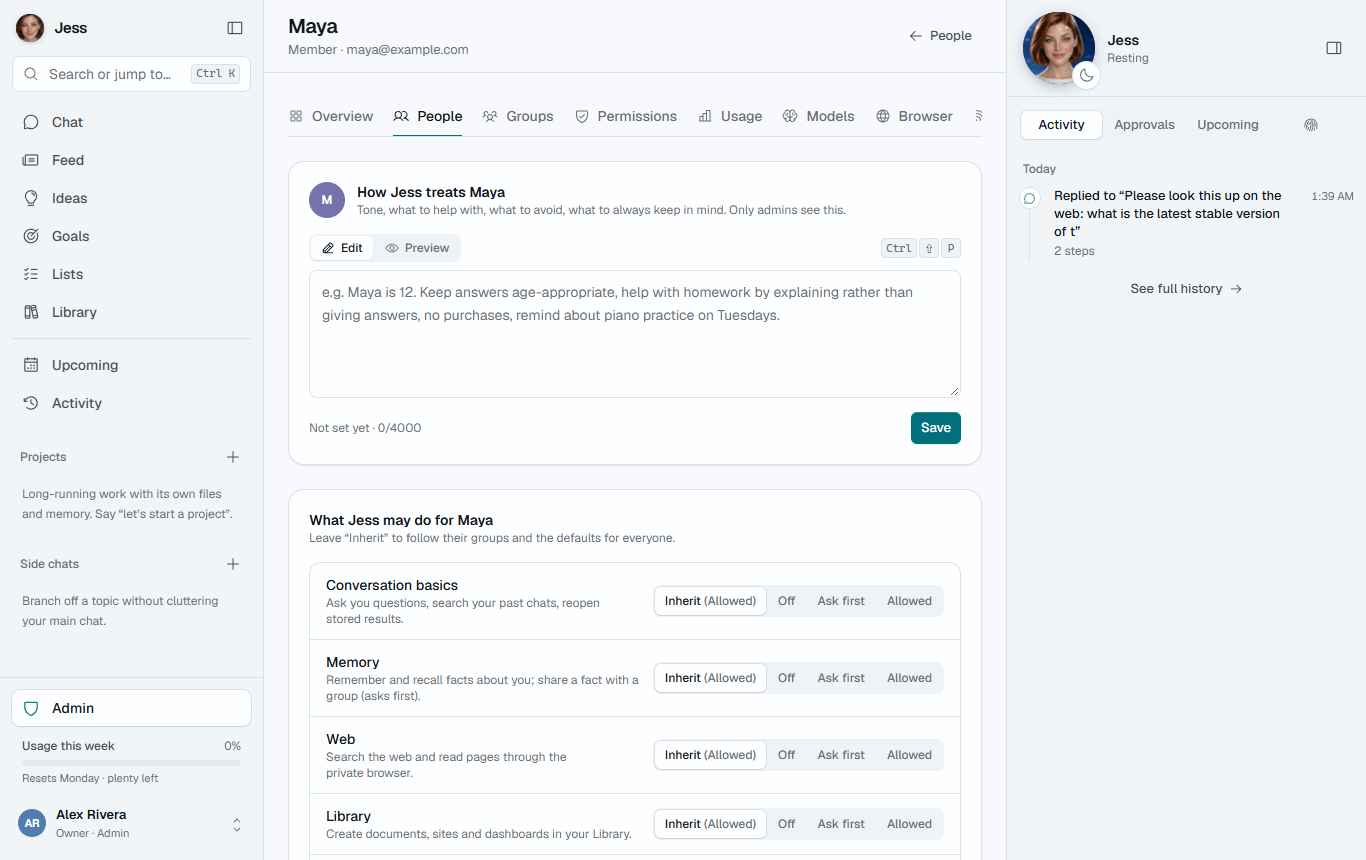 Jess
Search or jump to...
Ctrl K
Chat
Feed
Ideas
Goals
Lists
Library
Upcoming
Activity
Projects
Long-running work with its own files
and memory. Say “let’s start a project”.
Side chats
Branch off a topic without cluttering
your main chat.
Admin
Usage this week 0%
Resets Monday · plenty left
AR
Alex Rivera
Owner · Admin
Maya
Member · maya@example.com
People
Overview People Groups Permissions Usage Models Browser
M
How Jess treats Maya
Tone, what to help with, what to avoid, what to always keep in mind. Only admins see this.
Edit Preview
Ctrl ⇧ P
e.g. Maya is 12. Keep answers age-appropriate, help with homework by explaining rather than
giving answers, no purchases, remind about piano practice on Tuesdays.
Not set yet · 0/4000
Save
What Jess may do for Maya
Leave “Inherit” to follow their groups and the defaults for everyone.
Conversation basics
Ask you questions, search your past chats, reopen
stored results.
Inherit (Allowed) Off Ask first Allowed
Memory
Remember and recall facts about you; share a fact with a
group (asks first).
Inherit (Allowed) Off Ask first Allowed
Web
Search the web and read pages through the
private browser.
Inherit (Allowed) Off Ask first Allowed
Library
Create documents, sites and dashboards in your Library.
Inherit (Allowed) Off Ask first Allowed
Jess
Resting
Activity Approvals Upcoming
Today
Replied to “Please look this up on the
web: what is the latest stable version
of t”
1:39 AM
2 steps
See full history